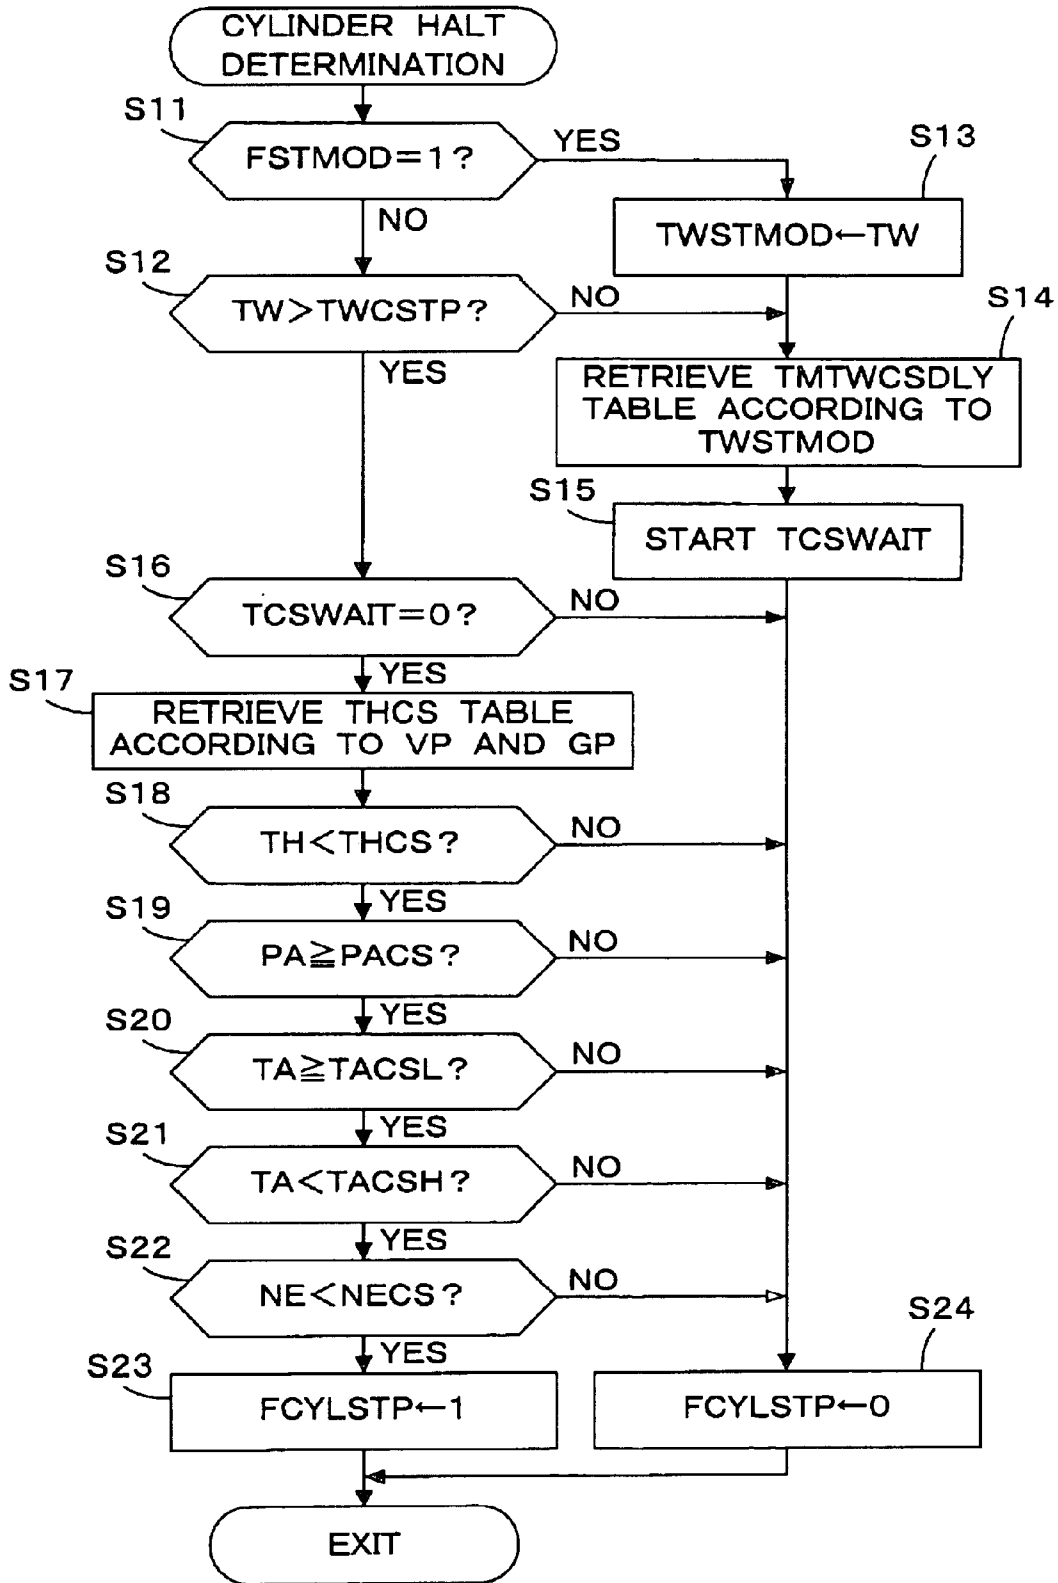 CYLINDER HALT
DETERMINATION
S11
FSTMOD=1?
YES
NO
S13
TWSTMOD←TW
S12
TW>TWCSTP?
NO
YES
S14
RETRIEVE TMTWCSDLY
TABLE ACCORDING TO
TWSTMOD
S15
START TCSWAIT
S16
TCSWAIT=0?
NO
YES
S17
RETRIEVE THCS TABLE
ACCORDING TO VP AND GP
S18
TH<THCS?
NO
YES
S19
PA≧PACS?
NO
YES
S20
TA≧TACSL?
NO
YES
S21
TA<TACSH?
NO
YES
S22
NE<NECS?
NO
YES
S23
FCYLSTP←1
S24
FCYLSTP←0
EXIT